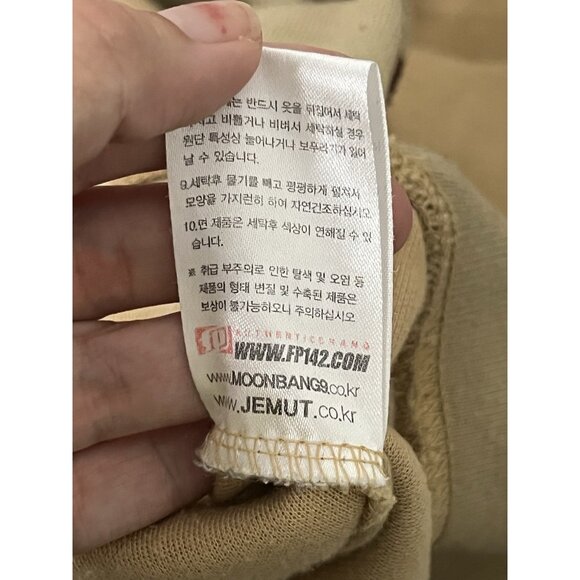 는 반드시 옷을 뒤집어서 세탁
하시고 비틀거나 비벼서 세탁하실 경우
원단 특성상 늘어나거나 보푸라기가 일어
날 수 있습니다.
9.세탁후 물기를 빼고 평평하게 펼쳐서
모양을 가지런히 하여 자연건조하십시오
10.면 제품은 세탁후 색상이 연해질 수 있
습니다.
※ 취급 부주의로 인한 탈색 및 오염 등
제품의 형태 변질 및 수축된 제품은
보상이 불가능하오니 주의하십시오
WWW.FP142.COM
www.MOONBANG9.co.kr
www.JEMUT.co.kr